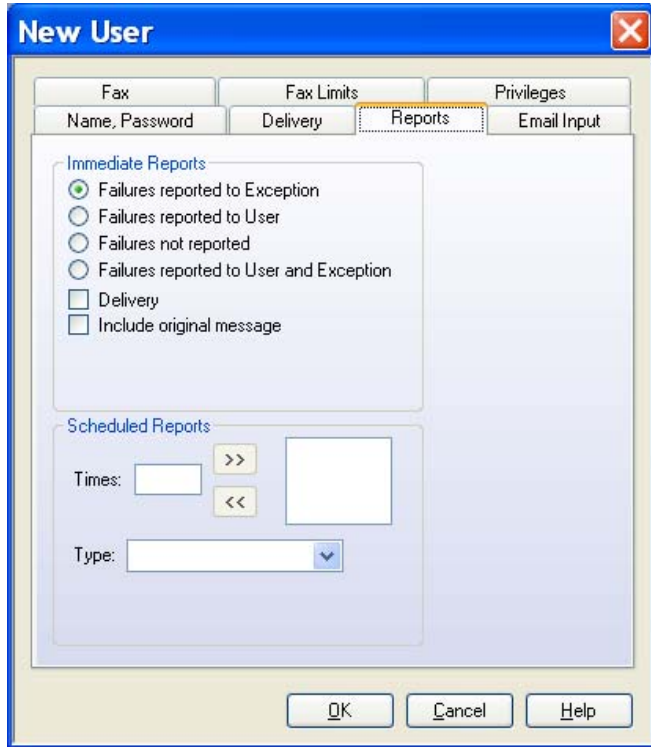 New User
Fax
Fax Limits
Privileges
Name, Password
Delivery
Reports
Email Input
Immediate Reports
Failures reported to Exception
Failures reported to User
Failures not reported
Failures reported to User and Exception
Delivery
Include original message
Scheduled Reports
Times:
>>
<<
Type:
OK
Cancel
Help